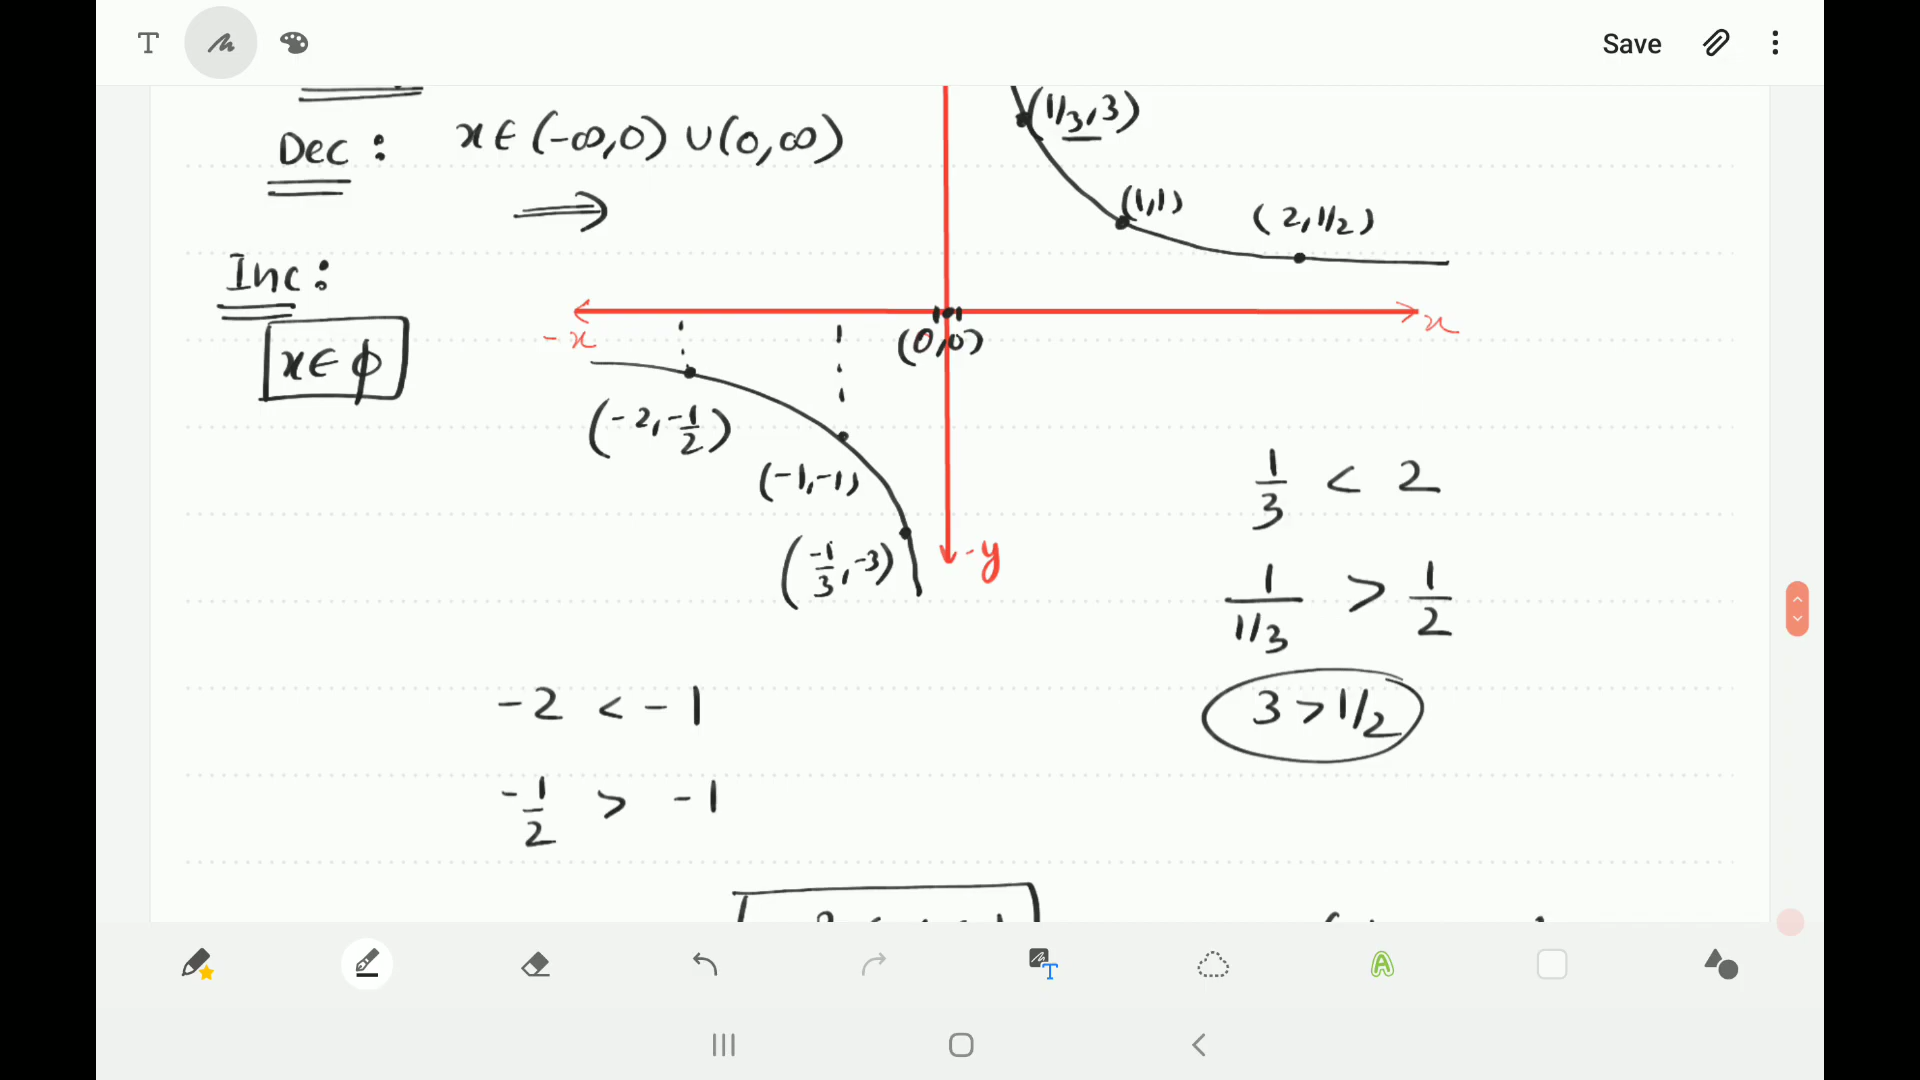 Save
(1/3,3)
Dec : x∈(-∞,0) ∪(0,∞)
⟹
(1,1)
(2,1/2)
Inc :
x∈ϕ
-x
x
(0,0)
(-2,-1/2)
(-1,-1)
(-1/3,-3)
-y
1/3 < 2
1/(1/3) > 1/2
3>1/2
-2 < -1
-1/2 > -1